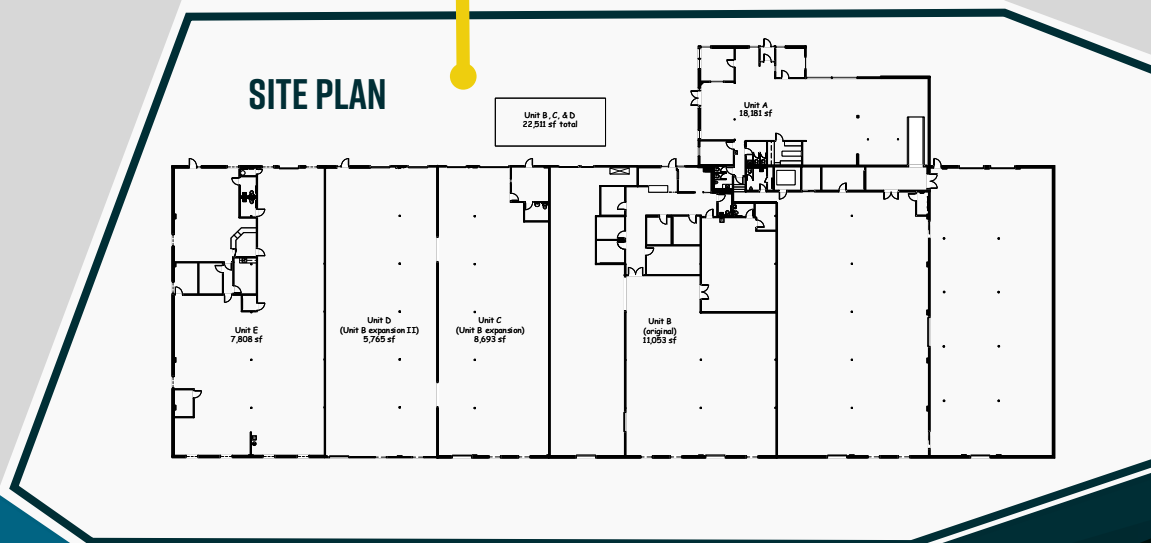 SITE PLAN
Unit B, C, & D
22,511 sf total
Unit A
18,181 sf
Unit E
7,808 sf
Unit D
(Unit B expansion II)
5,765 sf
Unit C
(Unit B expansion)
8,693 sf
Unit B
(original)
11,053 sf